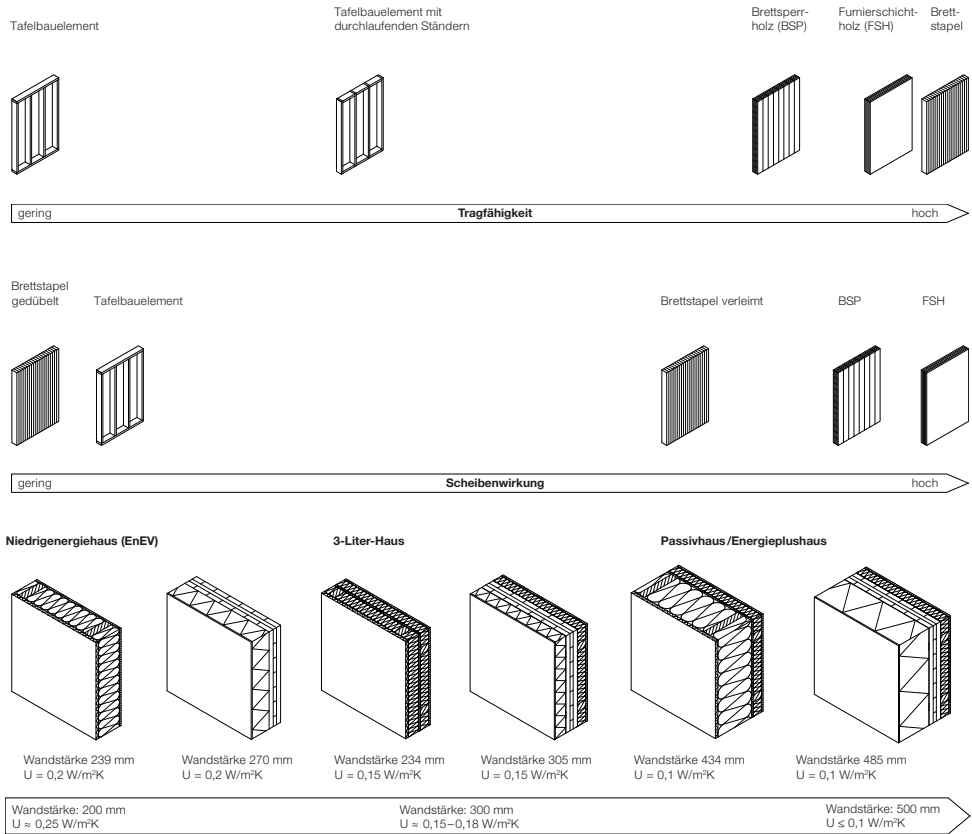 Tafelbauelement
Tafelbauelement mit
durchlaufenden Ständern
Brettsperr-
holz (BSP)
Furnierschicht-
holz (FSH)
Brett-
stapel
gering Tragfähigkeit hoch
Brettstapel
gedübelt
Tafelbauelement
Brettstapel verleimt
BSP
FSH
gering Scheibenwirkung hoch
Niedrigenergiehaus (EnEV)
3-Liter-Haus
Passivhaus/Energieplushaus
Wandstärke 239 mm
U = 0,2 W/m²K
Wandstärke 270 mm
U = 0,2 W/m²K
Wandstärke 234 mm
U = 0,15 W/m²K
Wandstärke 305 mm
U = 0,15 W/m²K
Wandstärke 434 mm
U = 0,1 W/m²K
Wandstärke 485 mm
U = 0,1 W/m²K
Wandstärke: 200 mm
U ≈ 0,25 W/m²K
Wandstärke: 300 mm
U ≈ 0,15–0,18 W/m²K
Wandstärke: 500 mm
U ≤ 0,1 W/m²K